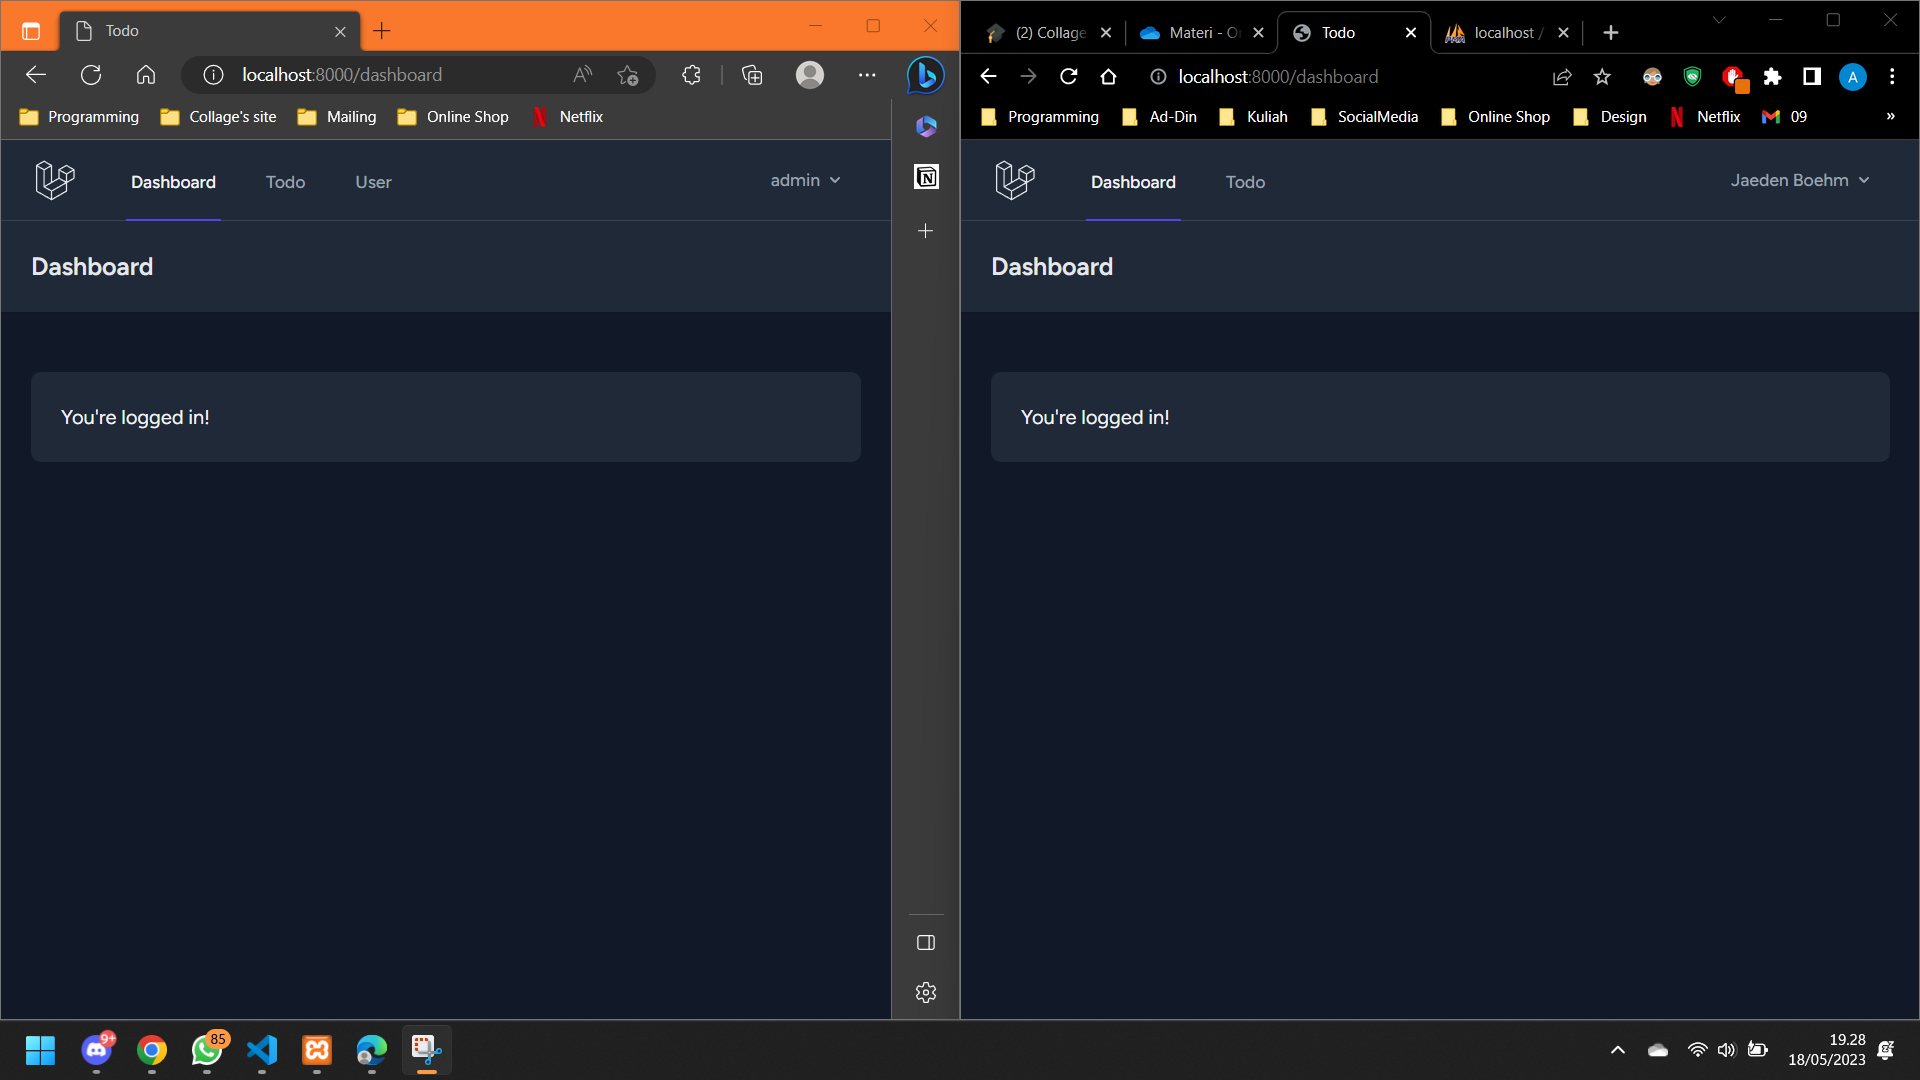 Todo
localhost:8000/dashboard
Programming Collage's site Mailing Online Shop Netflix
Dashboard Todo User admin
Dashboard
You're logged in!
(2) Collage Materi - O Todo localhost /
localhost:8000/dashboard A
Programming Ad-Din Kuliah SocialMedia Online Shop Design Netflix 09 »
Dashboard Todo Jaeden Boehm
Dashboard
You're logged in!
9+ 85
19.28
18/05/2023